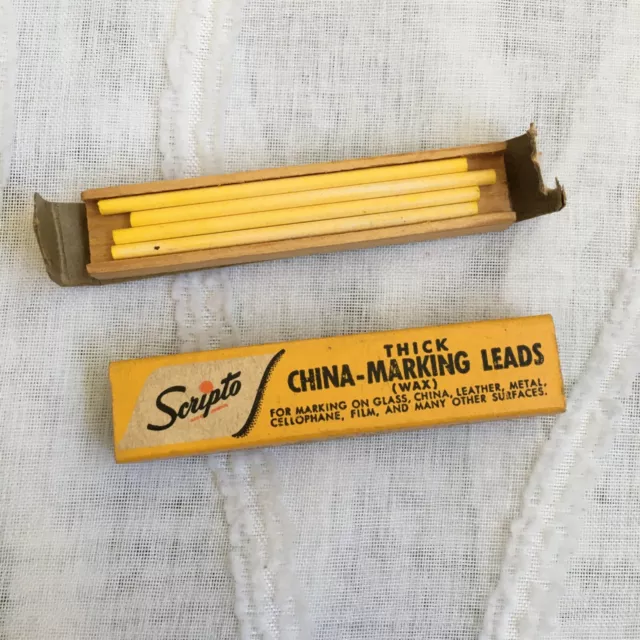 Scripto
THICK
CHINA-MARKING LEADS
(WAX)
FOR MARKING ON GLASS, CHINA, LEATHER, METAL,
CELLOPHANE, FILM, AND MANY OTHER SURFACES.